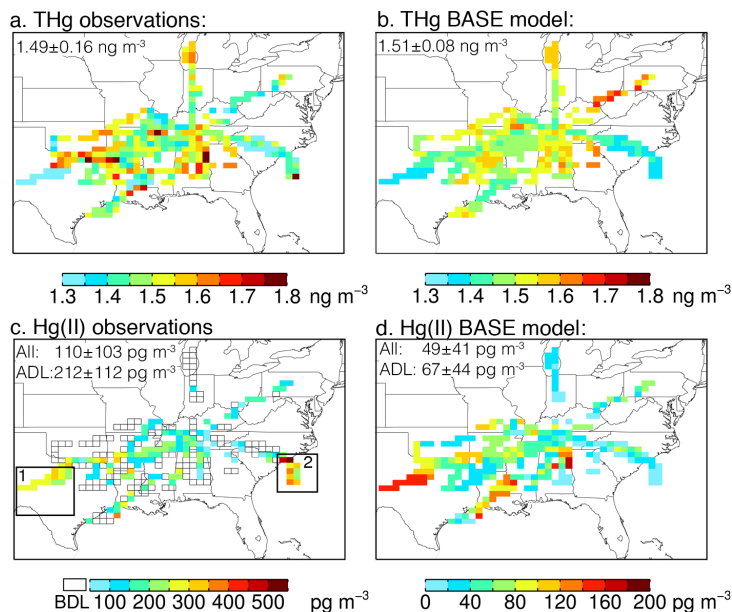 a. THg observations:
1.49±0.16 ng m⁻³
b. THg BASE model:
1.51±0.08 ng m⁻³
1.3 1.4 1.5 1.6 1.7 1.8 ng m⁻³
1.3 1.4 1.5 1.6 1.7 1.8 ng m⁻³
c. Hg(II) observations
All: 110±103 pg m⁻³
ADL:212±112 pg m⁻³
1
2
d. Hg(II) BASE model:
All: 49±41 pg m⁻³
ADL: 67±44 pg m⁻³
BDL 100 200 300 400 500 pg m⁻³
0 40 80 120 160 200 pg m⁻³